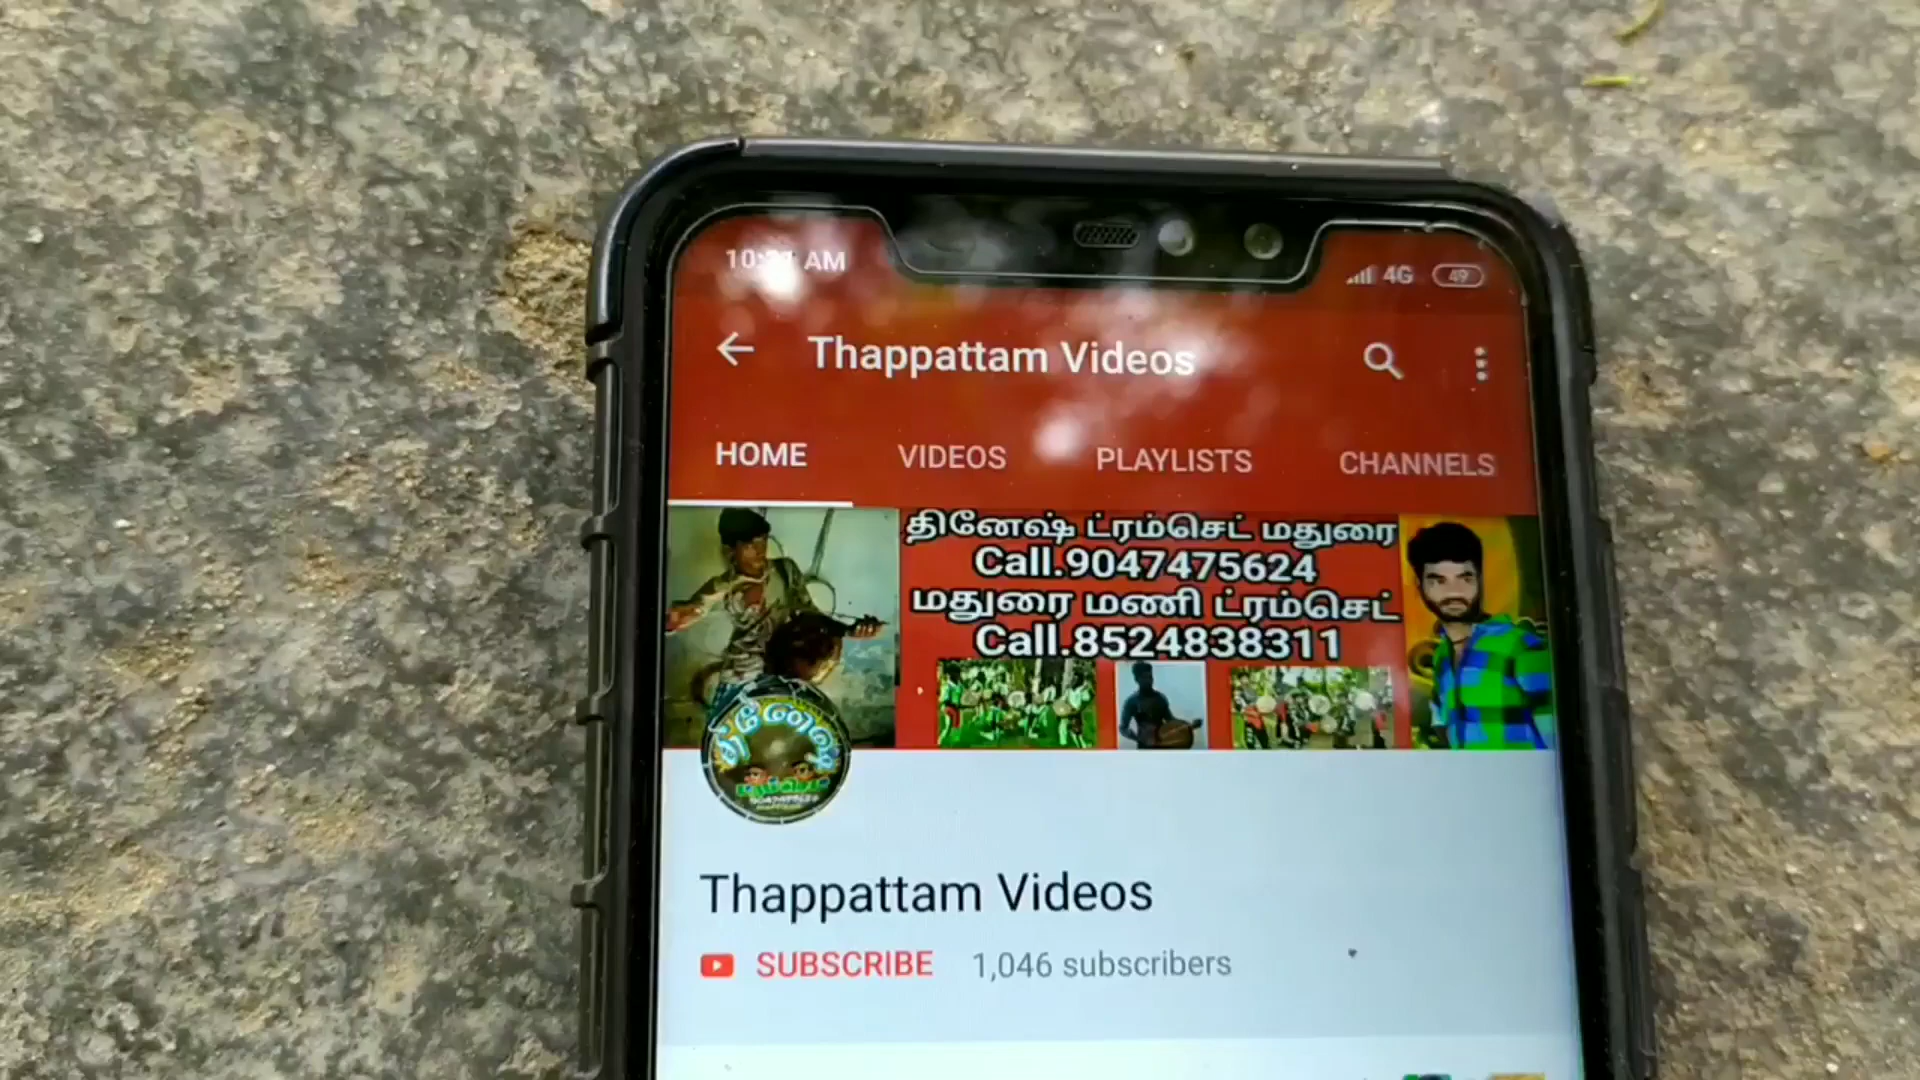 AM
4G 49
Thappattam Videos
HOME VIDEOS PLAYLISTS CHANNELS
தினேஷ் ட்ரம்செட் மதுரை
Call.9047475624
மதுரை மணி ட்ரம்செட்
Call.8524838311
Thappattam Videos
SUBSCRIBE 1,046 subscribers